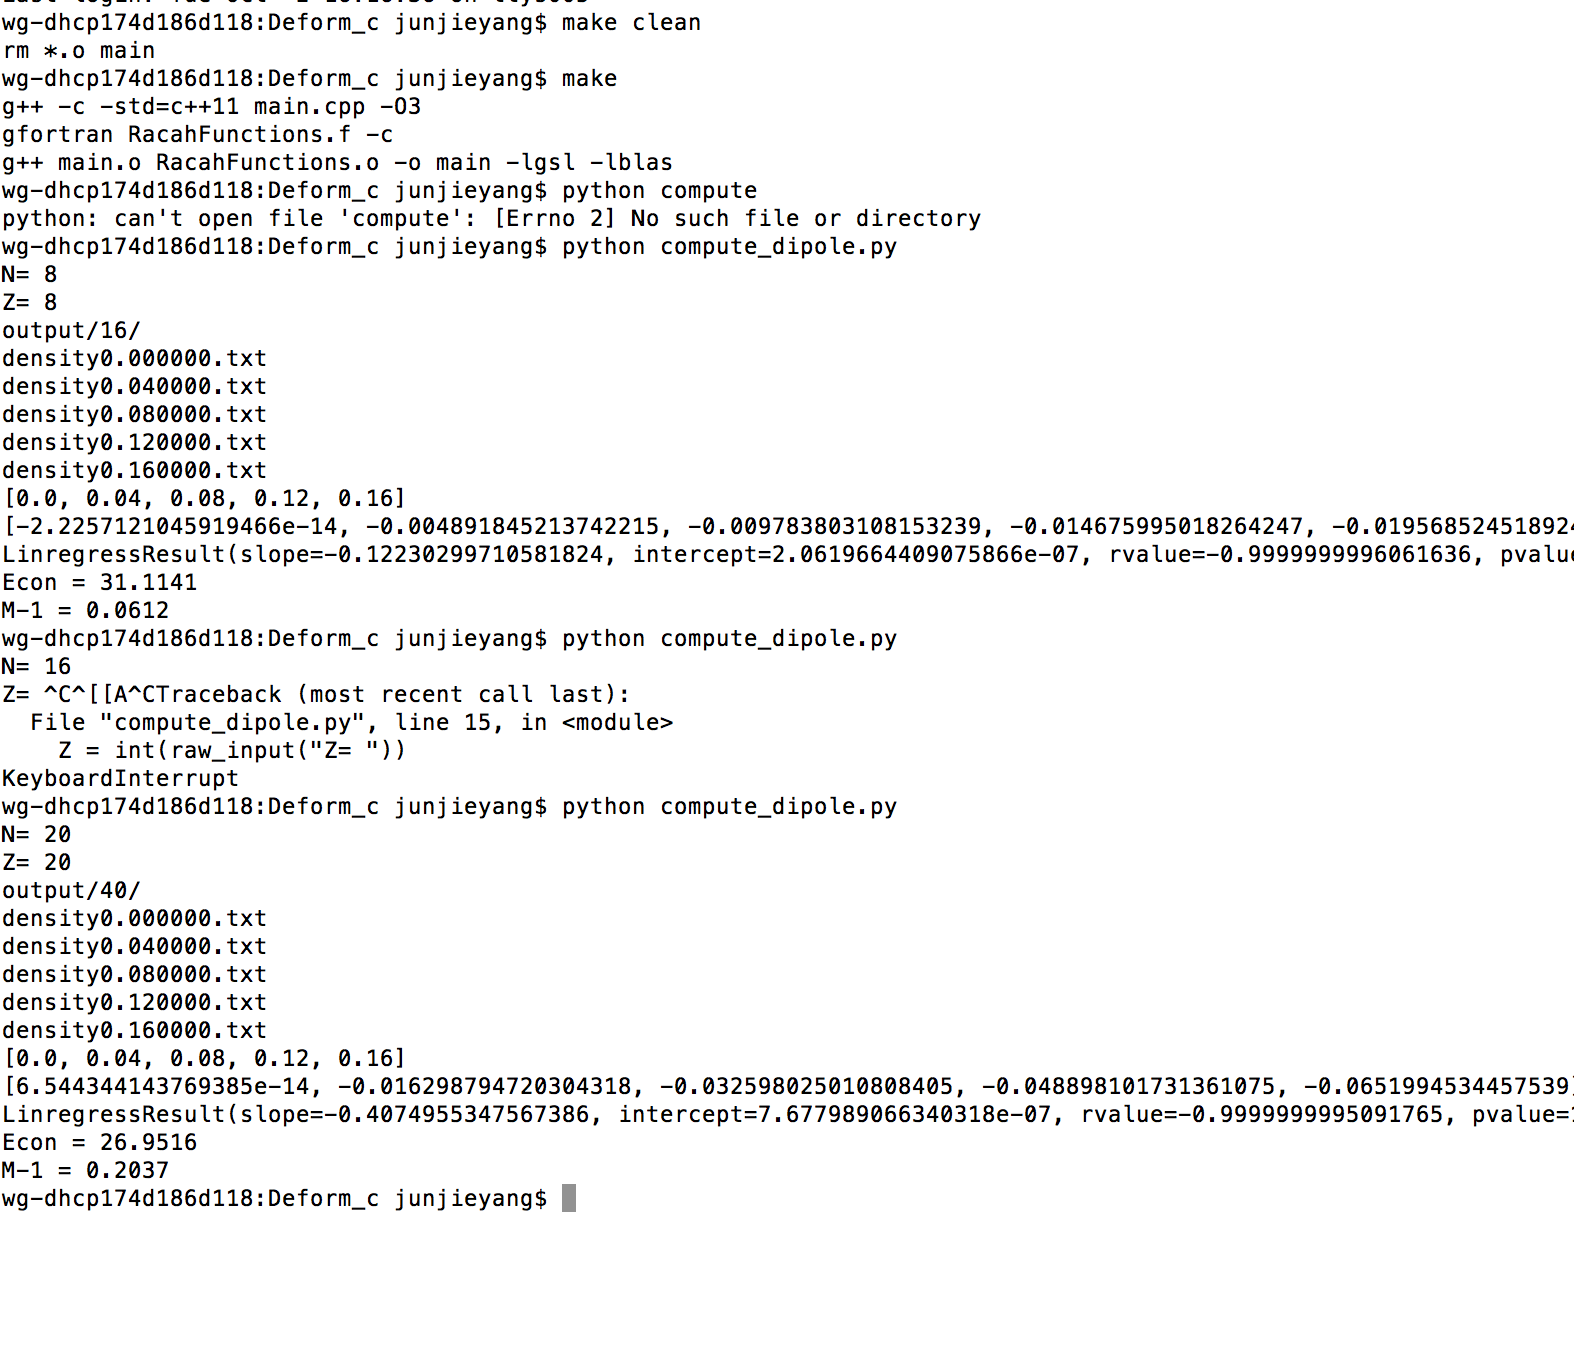 wg-dhcp174d186d118:Deform_c junjieyang$ make clean
rm *.o main
wg-dhcp174d186d118:Deform_c junjieyang$ make
g++ -c -std=c++11 main.cpp -O3
gfortran RacahFunctions.f -c
g++ main.o RacahFunctions.o -o main -lgsl -lblas
wg-dhcp174d186d118:Deform_c junjieyang$ python compute
python: can't open file 'compute': [Errno 2] No such file or directory
wg-dhcp174d186d118:Deform_c junjieyang$ python compute_dipole.py
N= 8
Z= 8
output/16/
density0.000000.txt
density0.040000.txt
density0.080000.txt
density0.120000.txt
density0.160000.txt
[0.0, 0.04, 0.08, 0.12, 0.16]
[-2.2257121045919466e-14, -0.004891845213742215, -0.009783803108153239, -0.014675995018264247, -0.019568524518924
LinregressResult(slope=-0.12230299710581824, intercept=2.0619664409075866e-07, rvalue=-0.9999999996061636, pvalue
Econ = 31.1141
M-1 = 0.0612
wg-dhcp174d186d118:Deform_c junjieyang$ python compute_dipole.py
N= 16
Z= ^C^[[A^CTraceback (most recent call last):
  File "compute_dipole.py", line 15, in <module>
    Z = int(raw_input("Z= "))
KeyboardInterrupt
wg-dhcp174d186d118:Deform_c junjieyang$ python compute_dipole.py
N= 20
Z= 20
output/40/
density0.000000.txt
density0.040000.txt
density0.080000.txt
density0.120000.txt
density0.160000.txt
[0.0, 0.04, 0.08, 0.12, 0.16]
[6.544344143769385e-14, -0.016298794720304318, -0.032598025010808405, -0.048898101731361075, -0.0651994534457539]
LinregressResult(slope=-0.4074955347567386, intercept=7.677989066340318e-07, rvalue=-0.9999999995091765, pvalue=
Econ = 26.9516
M-1 = 0.2037
wg-dhcp174d186d118:Deform_c junjieyang$